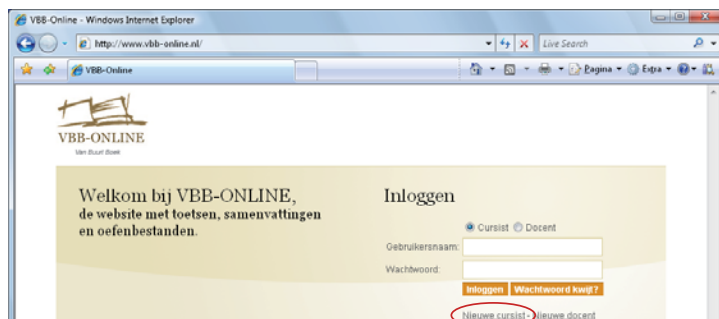 VBB-Online - Windows Internet Explorer
http://www.vbb-online.nl/
Live Search
VBB-Online
Pagina
Extra
VBB-ONLINE
Van Buurt Boek
Welkom bij VBB-ONLINE,
de website met toetsen, samenvattingen
en oefenbestanden.
Inloggen
Cursist Docent
Gebruikersnaam:
Wachtwoord:
Inloggen Wachtwoord kwijt?
Nieuwe cursist - Nieuwe docent